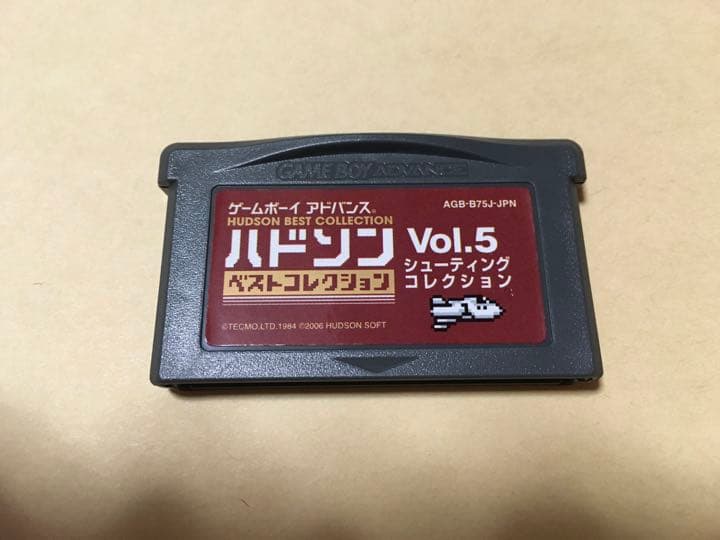 GAME BOY ADVANCE
ゲームボーイ アドバンス®
AGB-B75J-JPN
HUDSON BEST COLLECTION
ハドソン
ベストコレクション
Vol.5
シューティング
コレクション
©TECMO,LTD.1984 ©2006 HUDSON SOFT